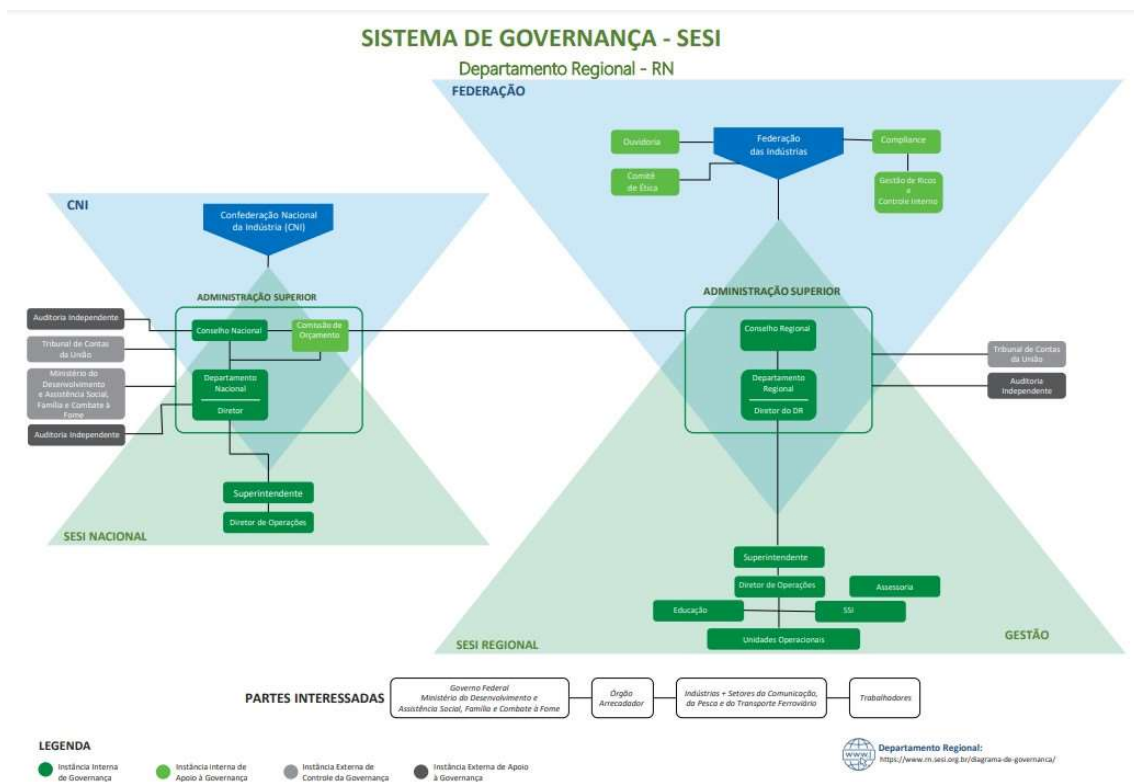 SISTEMA DE GOVERNANÇA - SESI
Departamento Regional - RN
FEDERAÇÃO
Ouvidoria
Federação
das Indústrias
Compliance
Comitê
de Ética
Gestão de Ricos
e
Controle Interno
CNI
Confederação Nacional
da Indústria (CNI)
ADMINISTRAÇÃO SUPERIOR
Auditoria Independente
Conselho Nacional
Comissão de
Orçamento
Tribunal de Contas
da União
Ministério do
Desenvolvimento
e Assistência Social,
Família e Combate à
Fome
Departamento
Nacional
Diretor
Auditoria Independente
Superintendente
Diretor de Operações
SESI NACIONAL
ADMINISTRAÇÃO SUPERIOR
Conselho Regional
Departamento
Regional
Diretor do DR
Tribunal de Contas
da União
Auditoria
Independente
Superintendente
Diretor de Operações
Assessoria
Educação
SSI
Unidades Operacionais
SESI REGIONAL
GESTÃO
PARTES INTERESSADAS
Governo Federal
Ministério do Desenvolvimento e
Assistência Social, Família e Combate à Fome
Órgão
Arrecadador
Indústrias + Setores da Comunicação,
da Pesca e do Transporte Ferroviário
Trabalhadores
LEGENDA
Instância Interna
de Governança
Instância interna de
Apoio à Governança
Instância Externa de
Controle da Governança
Instância Externa de Apoio
à Governança
www.
Departamento Regional:
https://www.rn.sesi.org.br/diagrama-de-governanca/